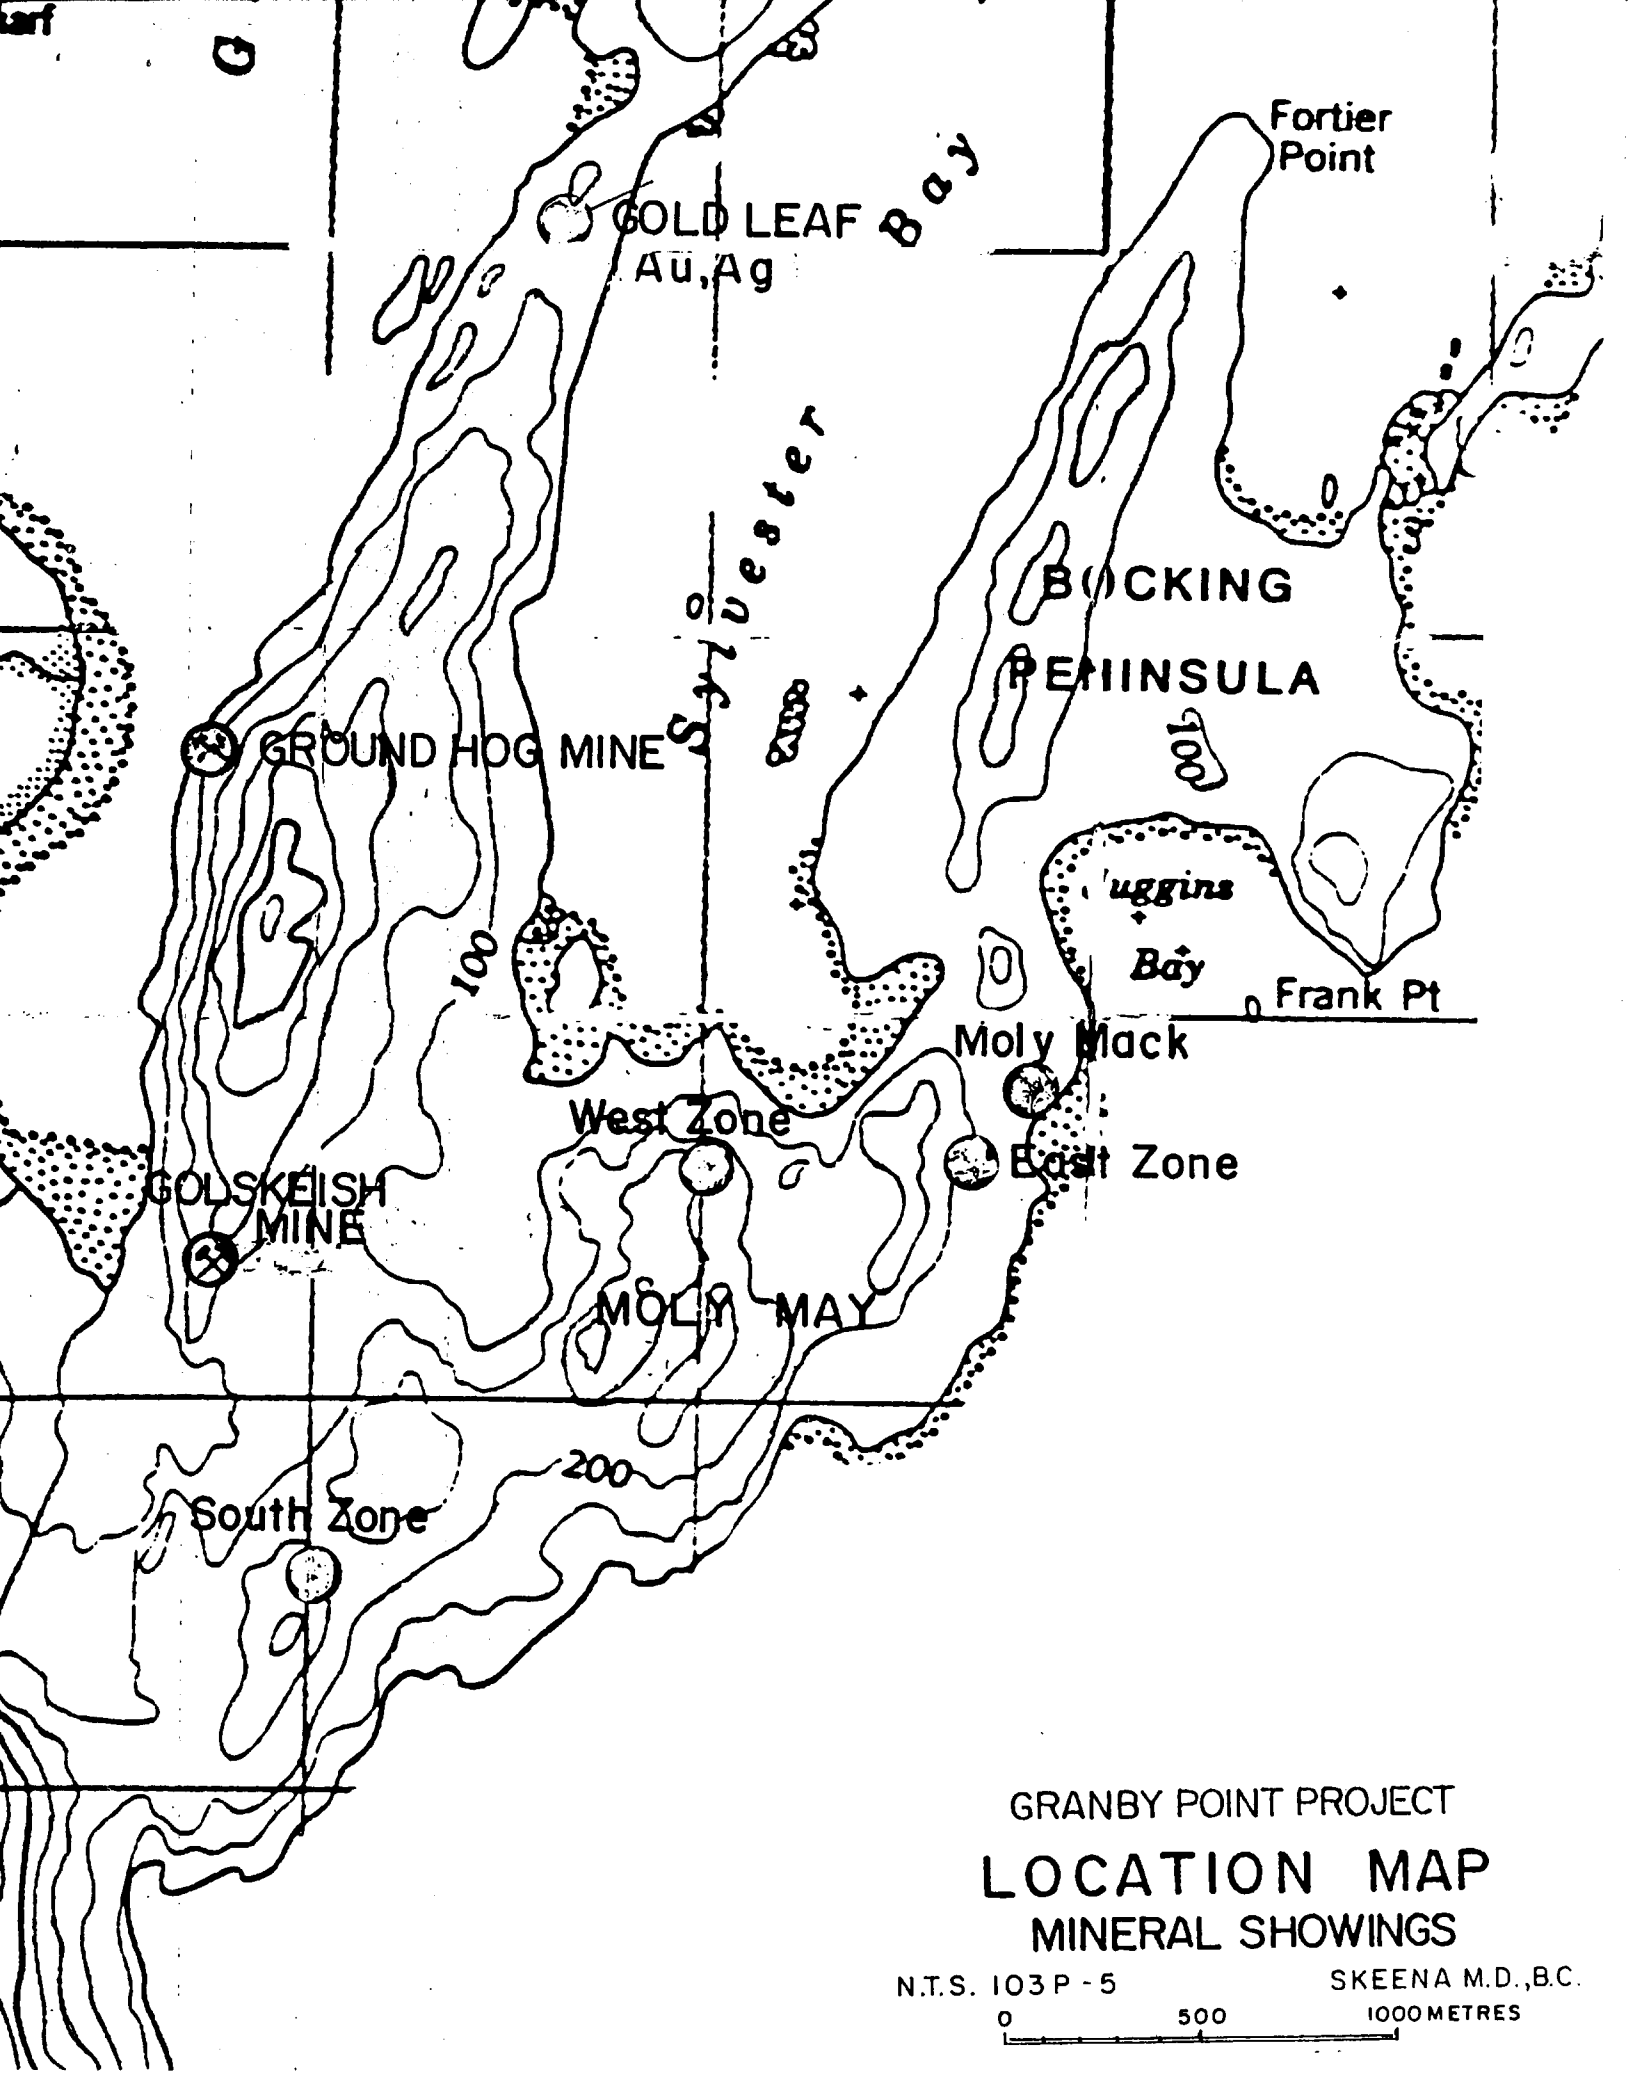 G
Fortier
Point
GOLD LEAF
Au,Ag
Sylvester Bay
BOCKING
PENINSULA
GROUND HOG MINE
100
100
Bay
Frank Pt
Moly Mack
West Zone
East Zone
GOLSKEISH
MINE
MOLY MAY
200
South Zone
GRANBY POINT PROJECT
LOCATION MAP
MINERAL SHOWINGS
N.T.S. 103 P - 5 SKEENA M.D.,B.C.
0 500 1000 METRES